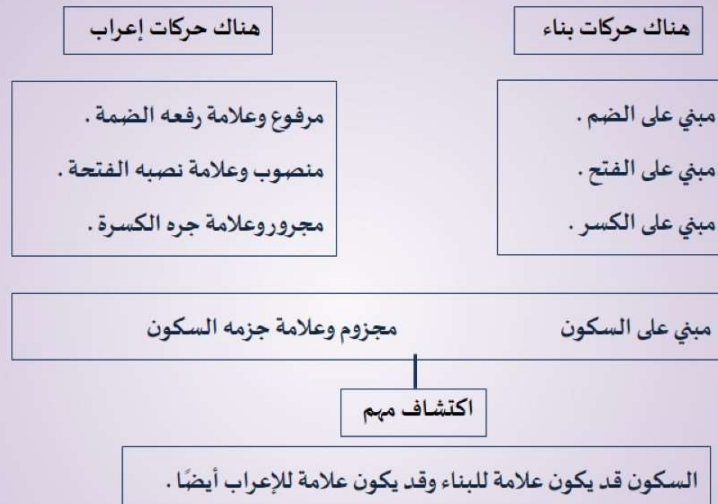 هناك حركات بناء
هناك حركات إعراب
مبني على الضم .
مبني على الفتح .
مبني على الكسر .
مرفوع وعلامة رفعه الضمة .
منصوب وعلامة نصبه الفتحة .
مجرور وعلامة جره الكسرة .
مبني على السكون
مجزوم وعلامة جزمه السكون
اكتشاف مهم
السكون قد يكون علامة للبناء وقد يكون علامة للإعراب أيضًا .